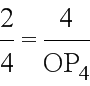 2/4 = 4/OP₄